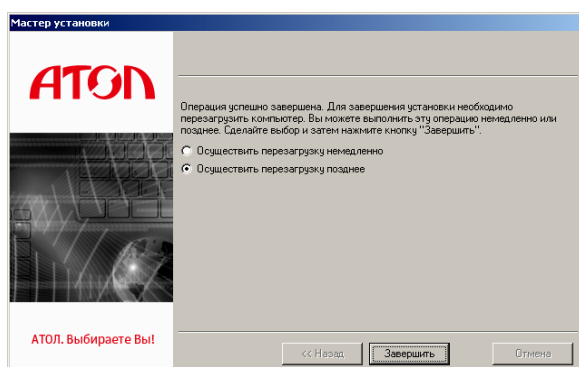 Мастер установки
АТОЛ
Операция успешно завершена. Для завершения установки необходимо
перезагрузить компьютер. Вы можете выполнить эту операцию немедленно или
позднее. Сделайте выбор и затем нажмите кнопку "Завершить".
Осуществить перезагрузку немедленно
Осуществить перезагрузку позднее
АТОЛ. Выбираете Вы!
<< Назад
Завершить
Отмена